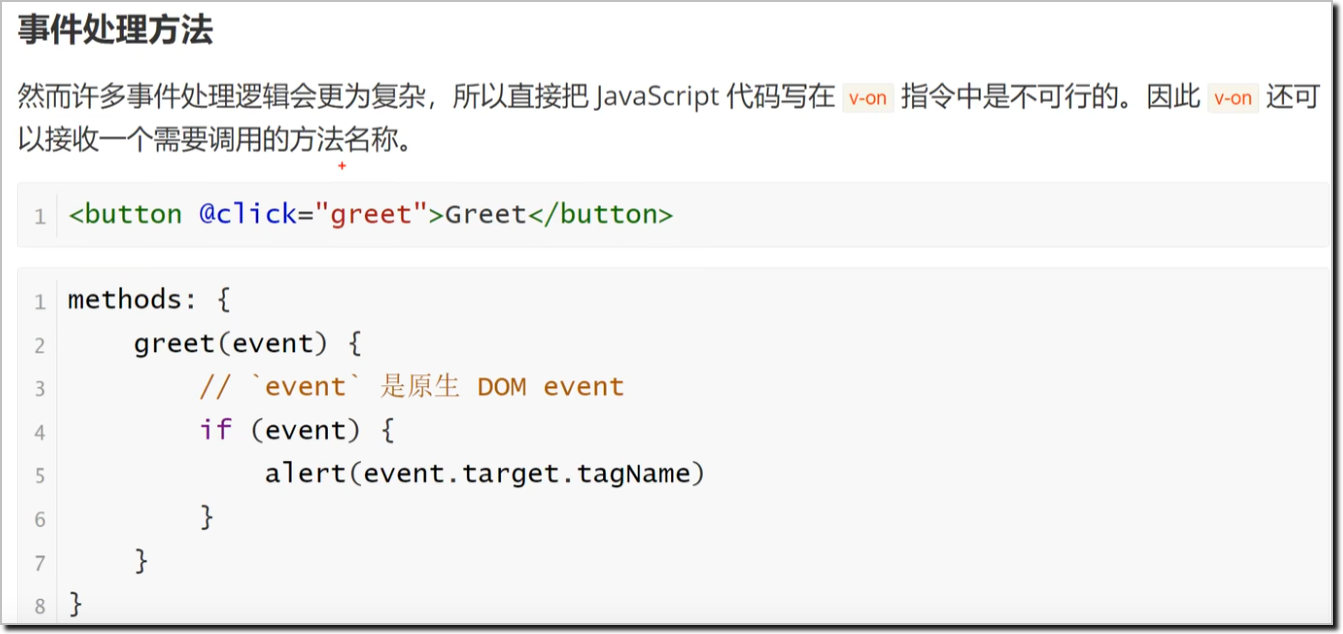 事件处理方法
然而许多事件处理逻辑会更为复杂，所以直接把 JavaScript 代码写在 v-on 指令中是不可行的。因此 v-on 还可
以接收一个需要调用的方法名称。
1 <button @click="greet">Greet</button>
1 methods: {
2     greet(event) {
3         // `event` 是原生 DOM event
4         if (event) {
5             alert(event.target.tagName)
6         }
7     }
8 }